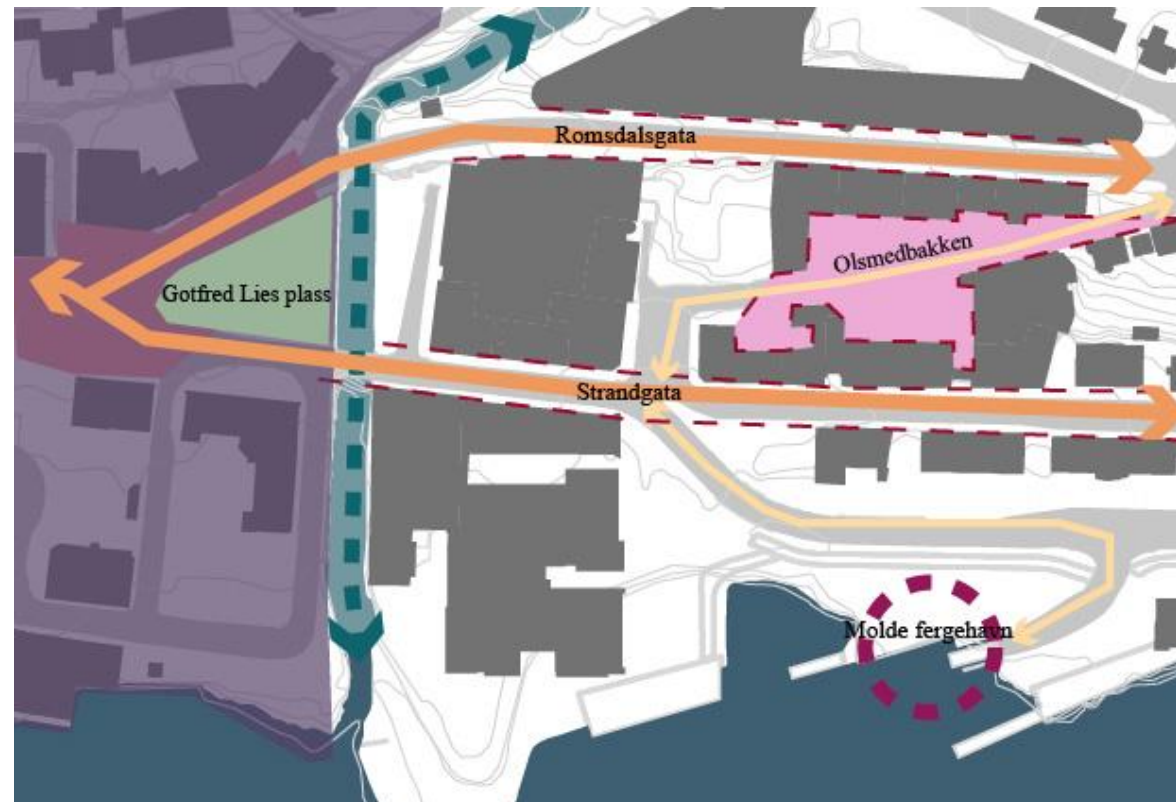 Romsdalsgata
Olsmedbakken
Gotfred Lies plass
Strandgata
Molde fergehavn